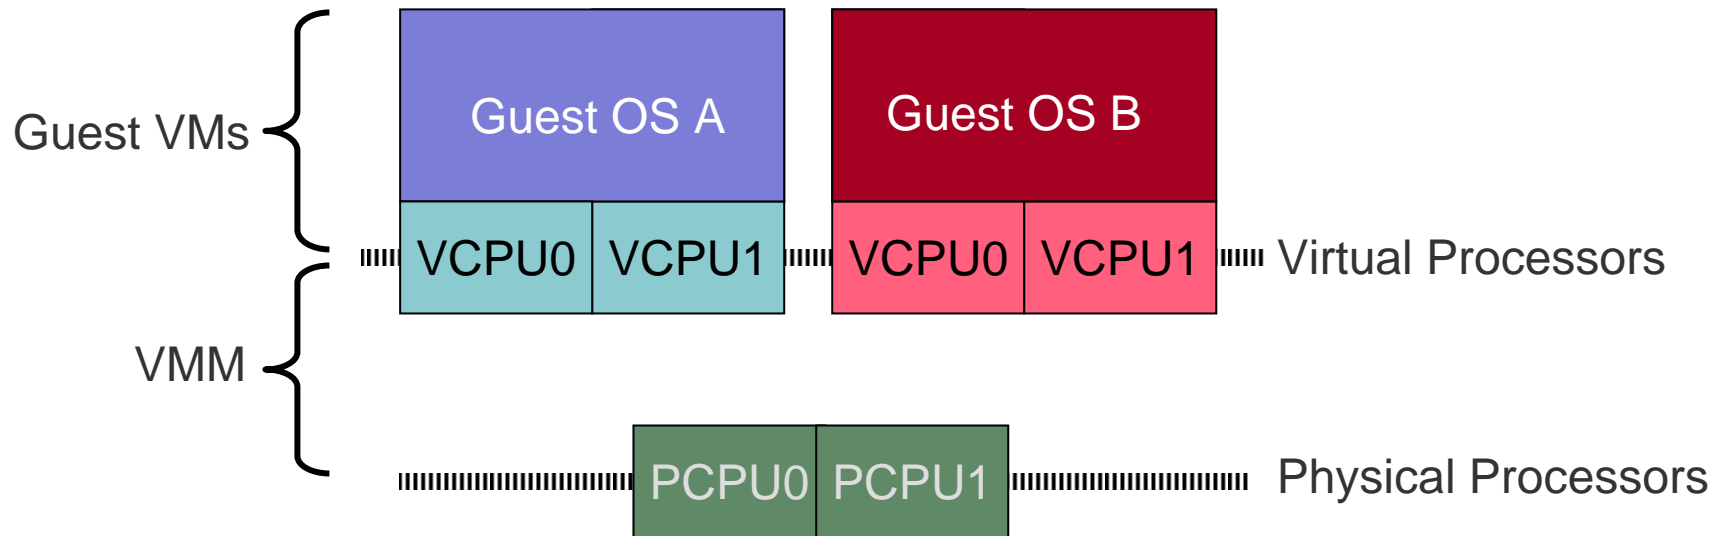 Guest VMs
Guest OS A
Guest OS B
VCPU0 VCPU1 VCPU0 VCPU1 Virtual Processors
VMM
PCPU0 PCPU1 Physical Processors